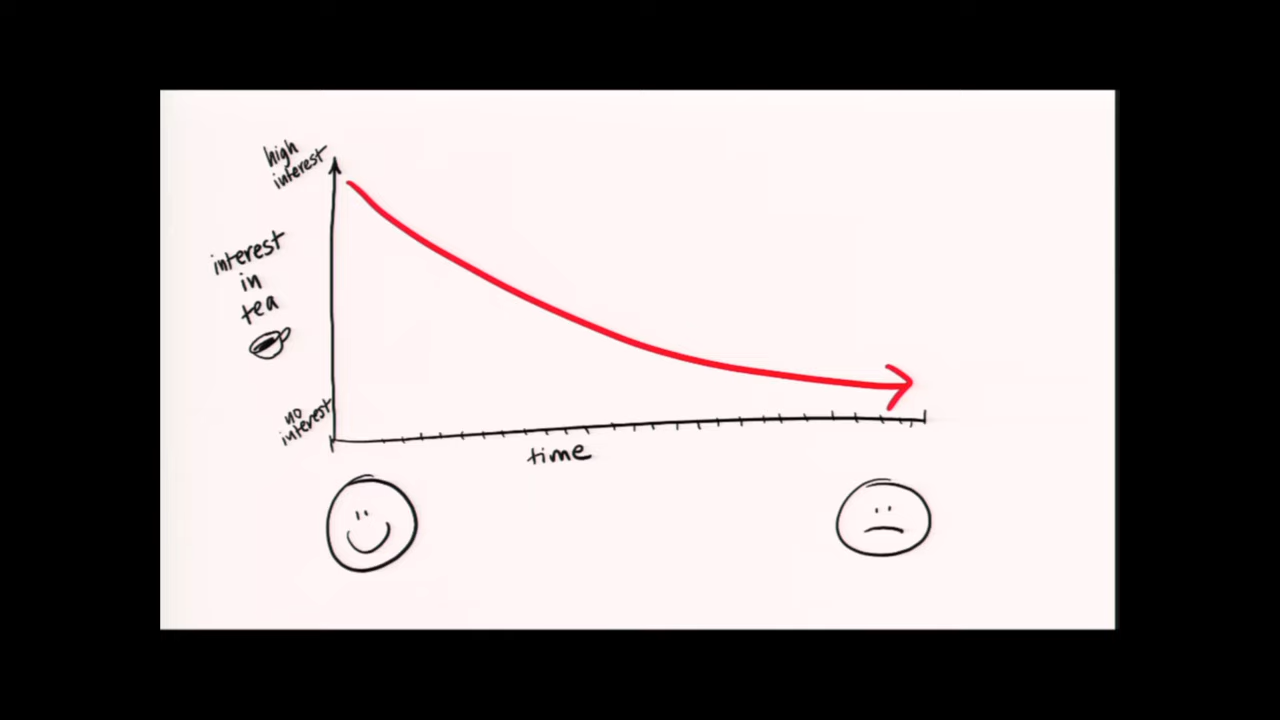 high
interest
interest
in
tea
no
interest
time